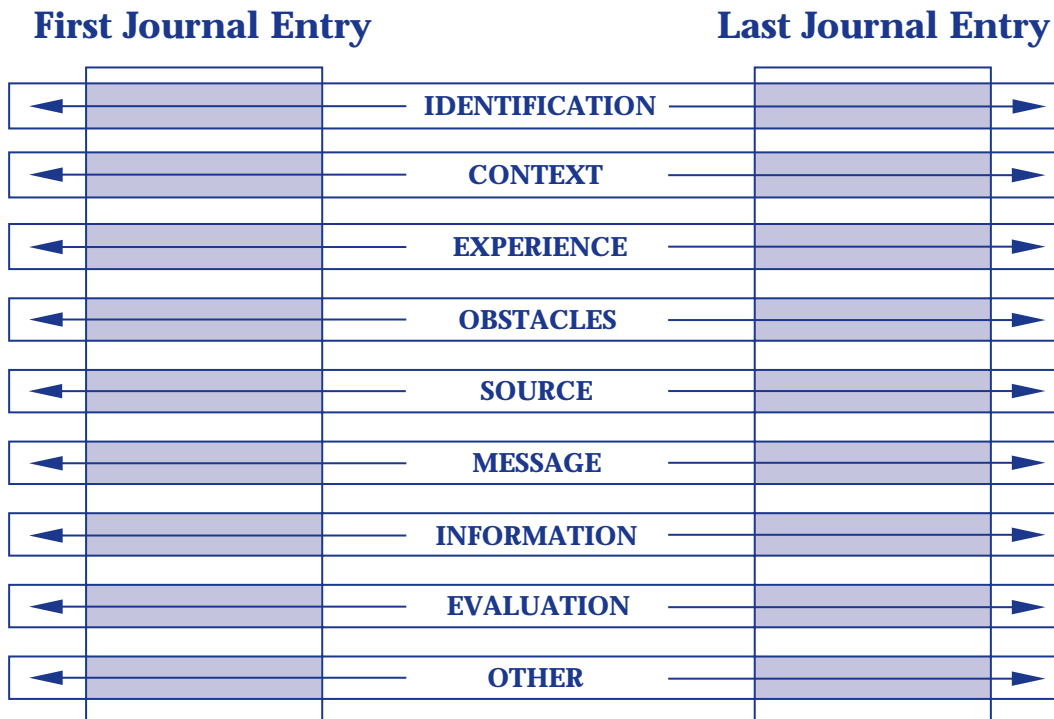 First Journal Entry
Last Journal Entry
IDENTIFICATION
CONTEXT
EXPERIENCE
OBSTACLES
SOURCE
MESSAGE
INFORMATION
EVALUATION
OTHER